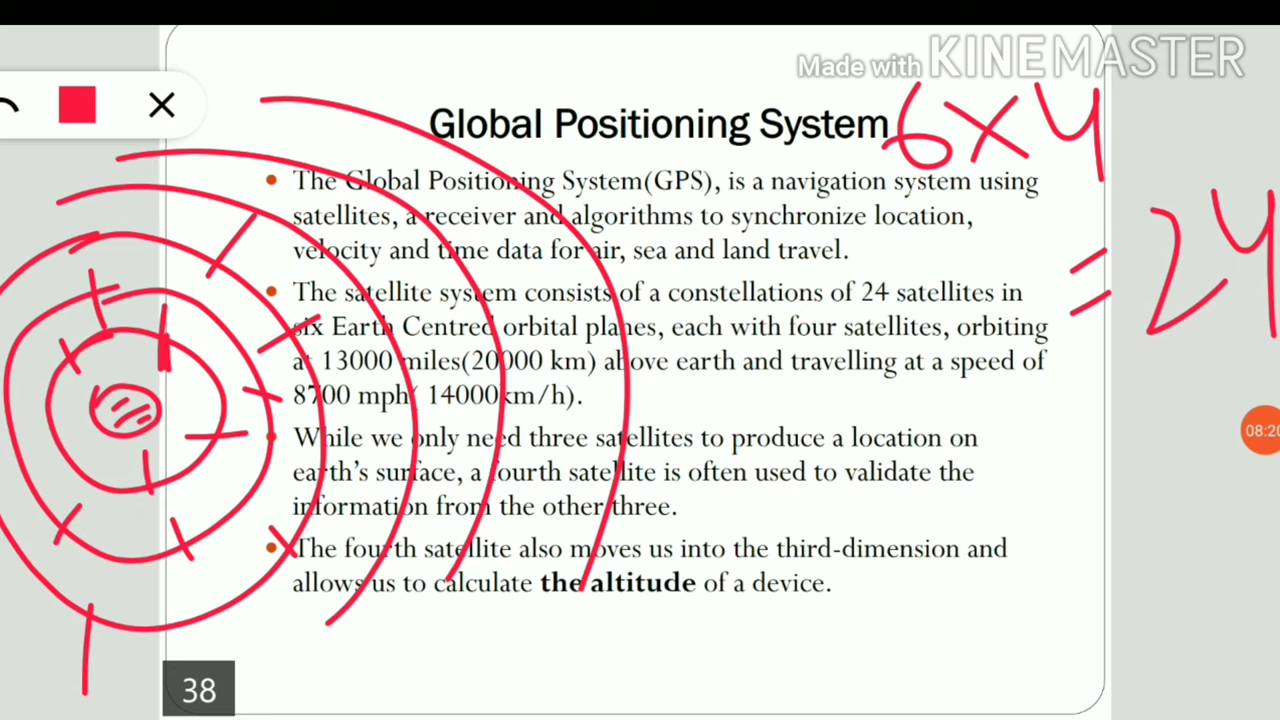 Made with KINEMASTER
Global Positioning System
6 X 4
= 24
• The Global Positioning System(GPS), is a navigation system using
satellites, a receiver and algorithms to synchronize location,
velocity and time data for air, sea and land travel.
• The satellite system consists of a constellations of 24 satellites in
six Earth Centred orbital planes, each with four satellites, orbiting
at 13000 miles(20000 km) above earth and travelling at a speed of
8700 mph( 14000km/h).
• While we only need three satellites to produce a location on
earth's surface, a fourth satellite is often used to validate the
information from the other three.
• The fourth satellite also moves us into the third-dimension and
allows us to calculate the altitude of a device.
08:20
38